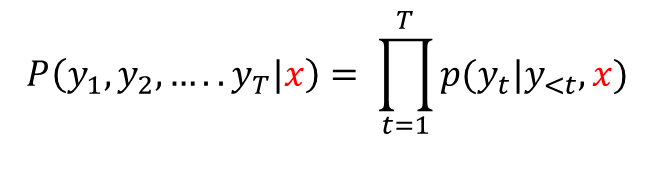 P(y₁, y₂, ….. y_T|x) = ∏_{t=1}^{T} p(y_t|y_{<t}, x)